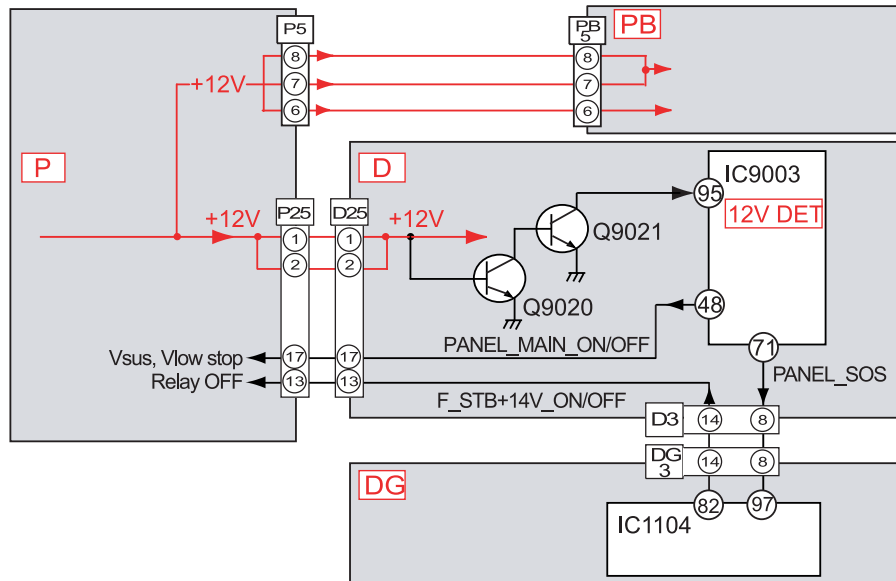 P5
PB
5
PB
8
8
+12V
7
7
6
6
P
D
IC9003
95
12V DET
P25
D25
+12V
+12V
Q9021
1
1
2
2
Q9020
48
PANEL_MAIN_ON/OFF
71
Vsus, Vlow stop
17
17
Relay OFF
13
13
PANEL_SOS
F_STB+14V_ON/OFF
D3
14
8
DG
3
14
8
DG
82
97
IC1104